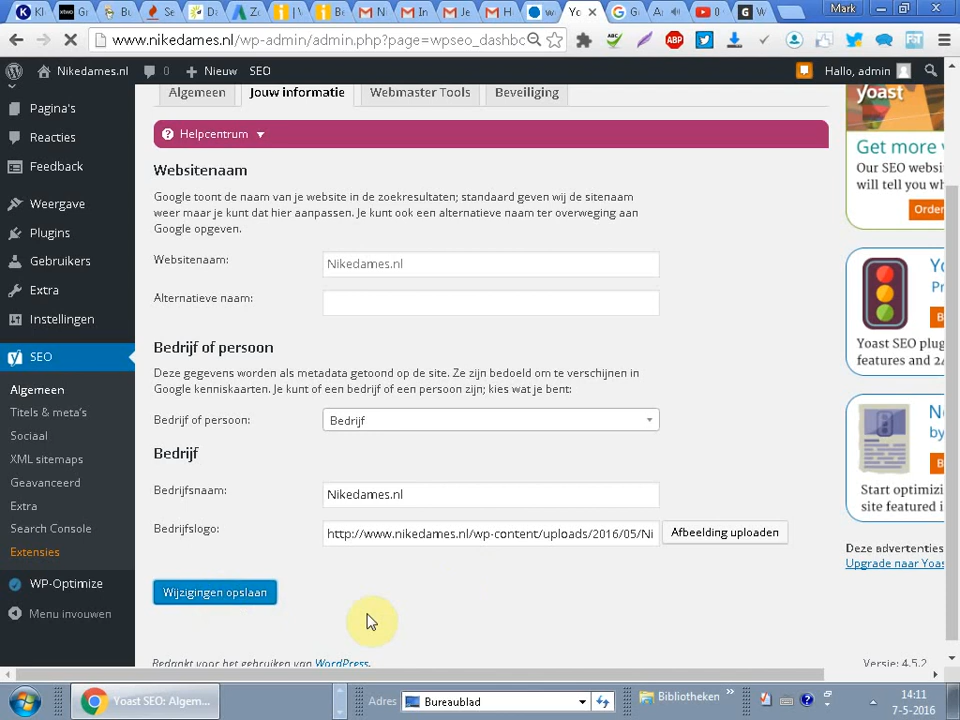 Mark
www.nikedames.nl/wp-admin/admin.php?page=wpseo_dashbc
ABP
Nikedames.nl
Nieuw
SEO
Hallo, admin
Algemeen
Jouw informatie
Webmaster Tools
Beveiliging
Helpcentrum
Pagina's
Reacties
Feedback
Weergave
Plugins
Gebruikers
Extra
Instellingen
SEO
Algemeen
Titels & meta's
Sociaal
XML sitemaps
Geavanceerd
Extra
Search Console
Extensies
WP-Optimize
Menu invouwen
Websitenaam
Google toont de naam van je website in de zoekresultaten; standaard geven wij de sitenaam
weer maar je kunt dat hier aanpassen. Je kunt ook een alternatieve naam ter overweging aan
Google opgeven.
Websitenaam:
Nikedames.nl
Alternatieve naam:
Bedrijf of persoon
Deze gegevens worden als metadata getoond op de site. Ze zijn bedoeld om te verschijnen in
Google kenniskaarten. Je kunt of een bedrijf of een persoon zijn; kies wat je bent:
Bedrijf of persoon:
Bedrijf
Bedrijf
Bedrijfsnaam:
Nikedames.nl
Bedrijfslogo:
http://www.nikedames.nl/wp-content/uploads/2016/05/Ni
Afbeelding uploaden
Wijzigingen opslaan
Redankt voor het gebruiken van WordPress.
Versie: 4.5.2
Yoast
Get more
Our SEO webs
will tell you wh
Order
Yoast SEO plug
features and 24
by
Start optimizi
site featured i
Deze advertenties
Upgrade naar Yoas
Yoast SEO: Algem...
Adres
Bureaublad
Bibliotheken
14:11
7-5-2016